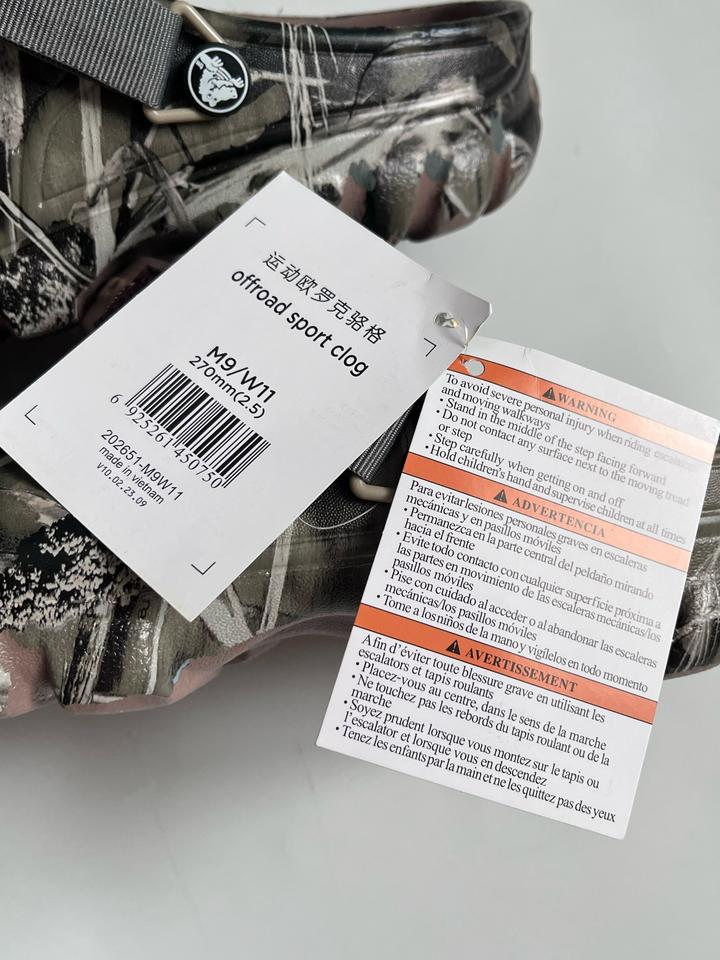 运动欧罗克骆格
offroad sport clog
M9/W11
270mm(2.5)
6 925261 450750
202651-M9W11
made in vietnam
V10.02.23.09
WARNING
To avoid severe personal injury when riding escalators
and moving walkways
• Stand in the middle of the step facing forward
• Do not contact any surface next to the moving tread
or step
• Step carefully when getting on and off
• Hold children's hand and supervise children at all times
ADVERTENCIA
Para evitar lesiones personales graves en escaleras
mecánicas y en pasillos móviles
• Permanezca en la parte central del peldaño mirando
hacia el frente
• Evite todo contacto con cualquier superficie próxima a
las partes en movimiento de las escaleras mecánicas/los
pasillos móviles
• Pise con cuidado al acceder o al abandonar las escaleras
mecánicas/los pasillos móviles
• Tome a los niños de la mano y vigílelos en todo momento
AVERTISSEMENT
Afin d'éviter toute blessure grave en utilisant les
escalators et tapis roulants
• Placez-vous au centre, dans le sens de la marche
• Ne touchez pas les rebords du tapis roulant ou de la
marche
• Soyez prudent lorsque vous montez sur le tapis ou
l'escalator et lorsque vous en descendez
• Tenez les enfants par la main et ne les quittez pas des yeux